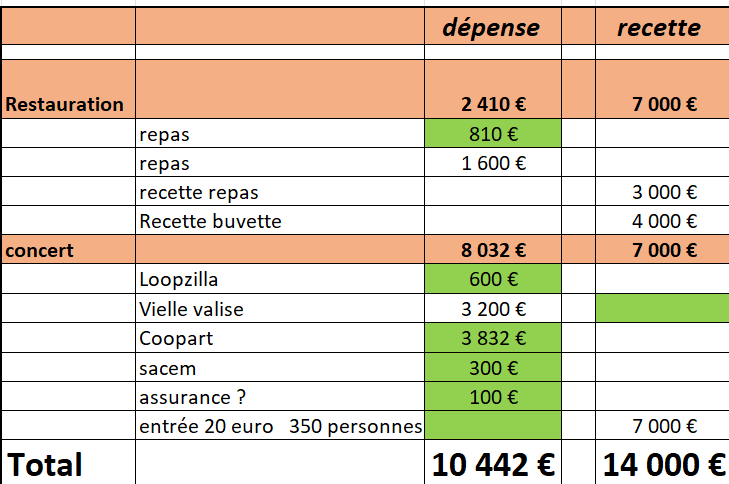 dépense recette
Restauration 2 410 € 7 000 €
repas 810 €
repas 1 600 €
recette repas 3 000 €
Recette buvette 4 000 €
concert 8 032 € 7 000 €
Loopzilla 600 €
Vielle valise 3 200 €
Coopart 3 832 €
sacem 300 €
assurance ? 100 €
entrée 20 euro 350 personnes 7 000 €
Total 10 442 € 14 000 €